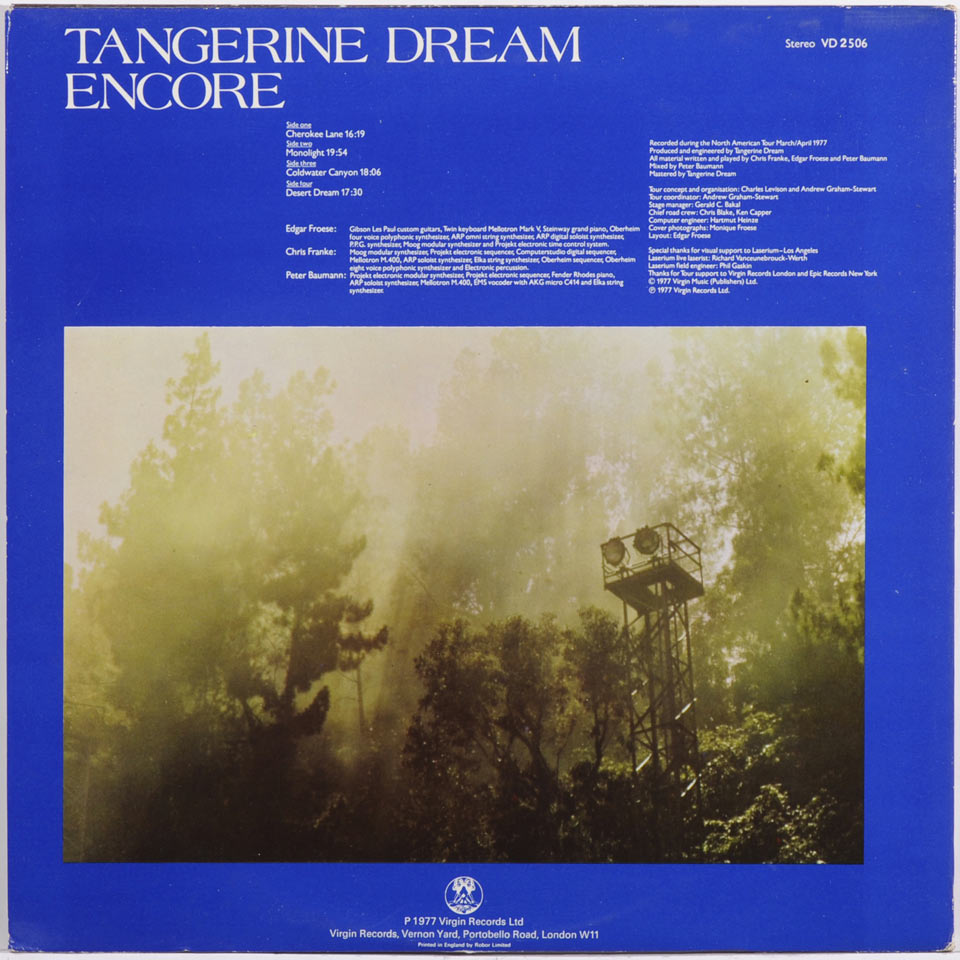 TANGERINE DREAM
ENCORE
Stereo VD 2506
Side one
Cherokee Lane 16:19
Side two
Monolight 19:54
Side three
Coldwater Canyon 18:06
Side four
Desert Dream 17:30
Edgar Froese: Gibson Les Paul custom guitars, Twin keyboard Mellotron Mark V, Steinway grand piano, Oberheim
four voice polyphonic synthesizer, ARP omni string synthesizer, ARP digital soloist synthesizer,
P.P.G. synthesizer, Moog modular synthesizer and Projekt electronic time control system.
Chris Franke: Moog modular synthesizer, Projekt electronic sequencer, Computerstudio digital sequencer,
Mellotron M.400, ARP soloist synthesizer, Elka string synthesizer, Oberheim sequencer, Oberheim
eight voice polyphonic synthesizer and Electronic percussion.
Peter Baumann: Projekt electronic modular synthesizer, Projekt electronic sequencer, Fender Rhodes piano,
ARP soloist synthesizer, Mellotron M.400, EMS vocoder with AKG micro C414 and Elka string
synthesizer.
Recorded during the North American Tour March/April 1977
Produced and engineered by Tangerine Dream
All material written and played by Chris Franke, Edgar Froese and Peter Baumann
Mixed by Peter Baumann
Mastered by Tangerine Dream
Tour concept and organisation: Charles Levison and Andrew Graham-Stewart
Tour coordinator: Andrew Graham-Stewart
Stage manager: Gerald C. Bakal
Chief road crew: Chris Blake, Ken Capper
Computer engineer: Hartmut Heinze
Cover photographs: Monique Froese
Layout: Edgar Froese
Special thanks for visual support to Laserium–Los Angeles
Laserium live laserist: Richard Vanceunebrouck-Werth
Laserium field engineer: Phil Gaskin
Thanks for Tour support to Virgin Records London and Epic Records New York
© 1977 Virgin Music (Publishers) Ltd.
℗ 1977 Virgin Records Ltd.
P 1977 Virgin Records Ltd
Virgin Records, Vernon Yard, Portobello Road, London W11
Printed in England by Robor Limited